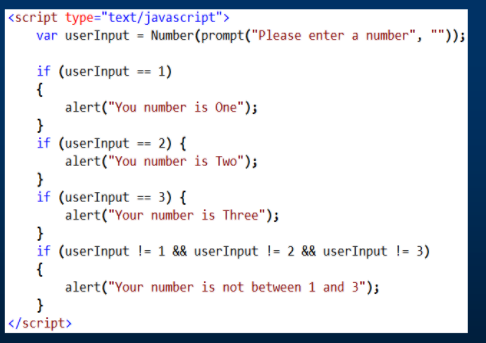 <script type="text/javascript">
var userInput = Number(prompt("Please enter a number", ""));
if (userInput == 1)
{
alert("You number is One");
}
if (userInput == 2) {
alert("You number is Two");
}
if (userInput == 3) {
alert("Your number is Three");
}
if (userInput != 1 && userInput != 2 && userInput != 3)
{
alert("Your number is not between 1 and 3");
}
</script>